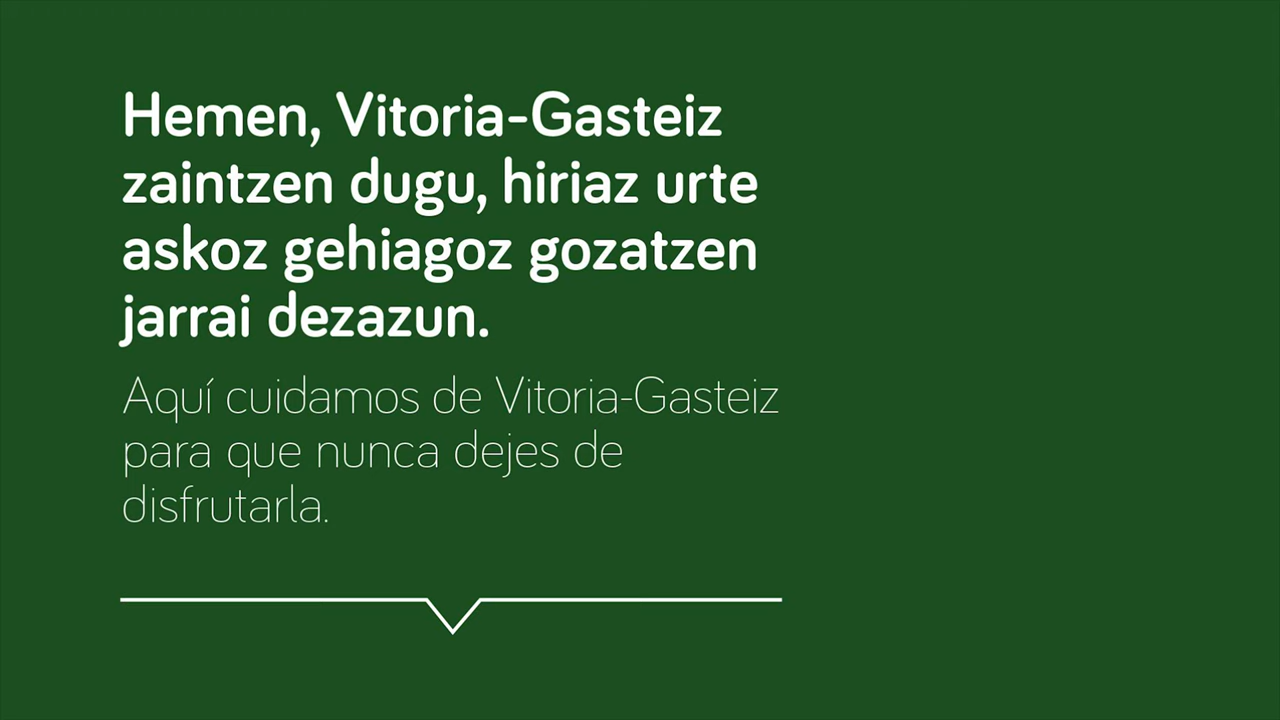 Hemen, Vitoria-Gasteiz
zaintzen dugu, hiriaz urte
askoz gehiagoz gozatzen
jarrai dezazun.
Aquí cuidamos de Vitoria-Gasteiz
para que nunca dejes de
disfrutarla.